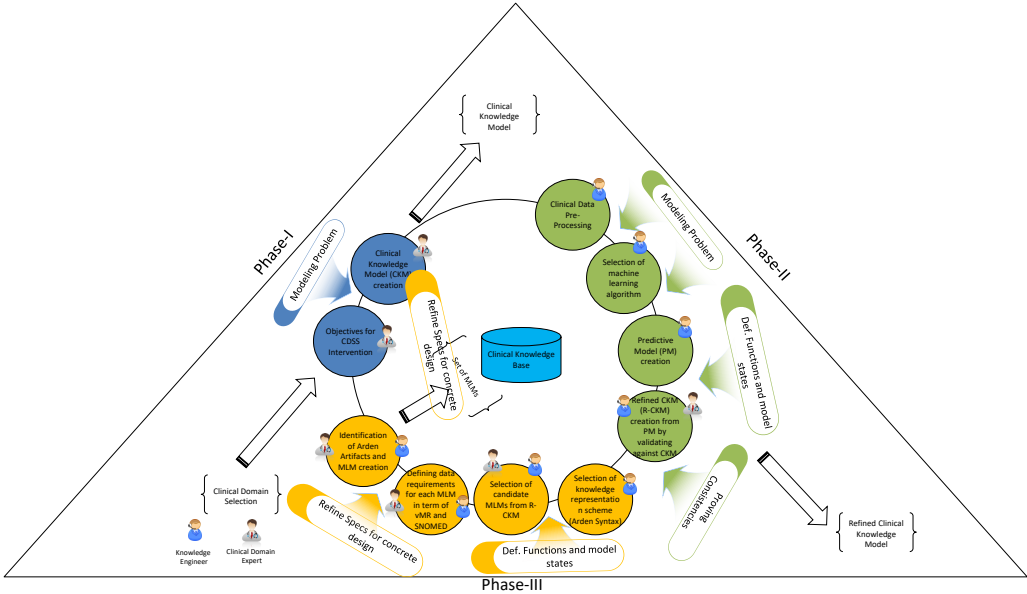 Clinical
Knowledge
Model
Phase-I
Modeling Problem
Clinical
Knowledge
Model (CKM)
creation
Objectives for
CDSS
Intervention
Refine Specs for concrete
design
Set of MLMs
Clinical Knowledge
Base
Clinical Data
Pre-
Processing
Selection of
machine
learning
algorithm
Predictive
Model (PM)
creation
Refined CKM
(R-CKM)
creation from
PM by
validating
against CKM
Modeling Problem
Phase-II
Def. Functions and model
states
Proving
Consistencies
Refined Clinical
Knowledge
Model
Identification
of Arden
Artifacts and
MLM creation
Defining data
requirements
for each MLM
in term of
vMR and
SNOMED
Selection of
candidate
MLMs from R-
CKM
Selection of
knowledge
representatio
n scheme
(Arden Syntax)
Clinical Domain
Selection
Knowledge
Engineer
Clinical Domain
Expert
Refine Specs for concrete
design
Def. Functions and model
states
Phase-III